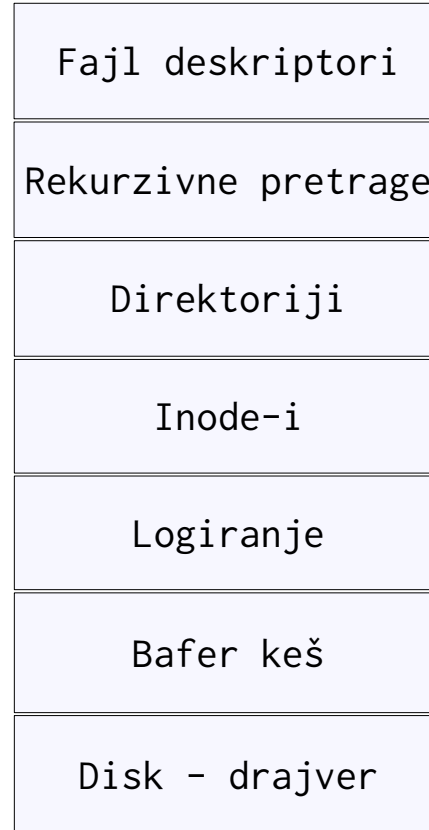 Fajl deskriptori
Rekurzivne pretrage
Direktoriji
Inode-i
Logiranje
Bafer keš
Disk - drajver